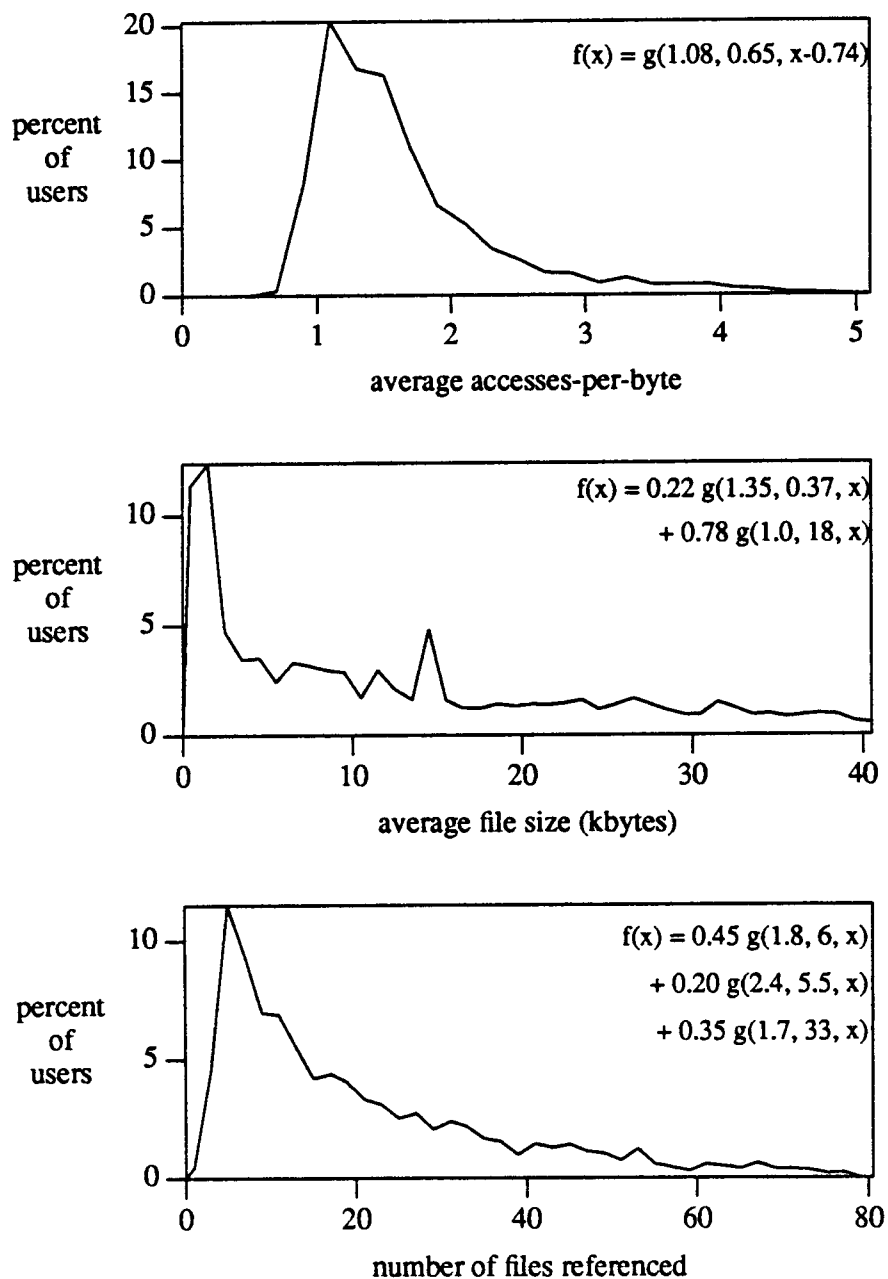 20
15
10
5
0
percent
of
users
f(x) = g(1.08, 0.65, x-0.74)
0 1 2 3 4 5
average accesses-per-byte
10
5
0
percent
of
users
f(x) = 0.22 g(1.35, 0.37, x)
+ 0.78 g(1.0, 18, x)
0 10 20 30 40
average file size (kbytes)
10
5
0
percent
of
users
f(x) = 0.45 g(1.8, 6, x)
+ 0.20 g(2.4, 5.5, x)
+ 0.35 g(1.7, 33, x)
0 20 40 60 80
number of files referenced